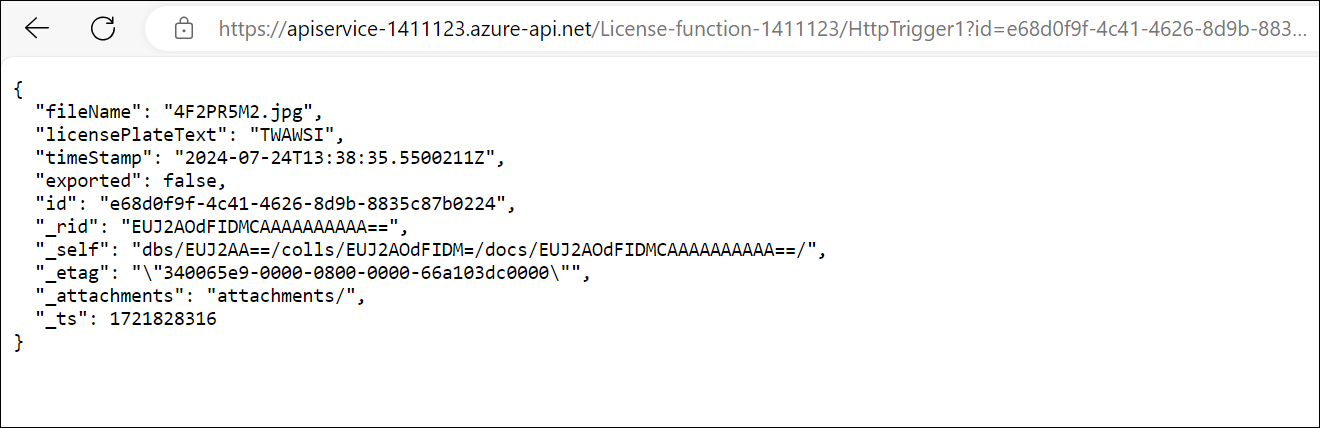 https://apiservice-1411123.azure-api.net/License-function-1411123/HttpTrigger1?id=e68d0f9f-4c41-4626-8d9b-883...
{
  "fileName": "4F2PR5M2.jpg",
  "licensePlateText": "TWAWSI",
  "timeStamp": "2024-07-24T13:38:35.5500211Z",
  "exported": false,
  "id": "e68d0f9f-4c41-4626-8d9b-8835c87b0224",
  "_rid": "EUJ2AOdFIDMCAAAAAAAAAA==",
  "_self": "dbs/EUJ2AA==/colls/EUJ2AOdFIDM=/docs/EUJ2AOdFIDMCAAAAAAAAAA==/",
  "_etag": "\"340065e9-0000-0800-0000-66a103dc0000\"",
  "_attachments": "attachments/",
  "_ts": 1721828316
}